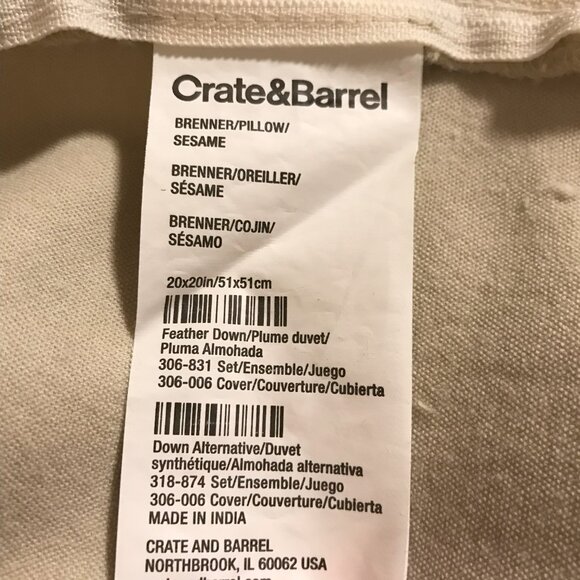 Crate&Barrel
BRENNER/PILLOW/
SESAME
BRENNER/OREILLER/
SÉSAME
BRENNER/COJIN/
SÉSAMO
20x20in/51x51cm
Feather Down/Plume duvet/
Pluma Almohada
306-831 Set/Ensemble/Juego
306-006 Cover/Couverture/Cubierta
Down Alternative/Duvet
synthétique/Almohada alternativa
318-874 Set/Ensemble/Juego
306-006 Cover/Couverture/Cubierta
MADE IN INDIA
CRATE AND BARREL
NORTHBROOK, IL 60062 USA